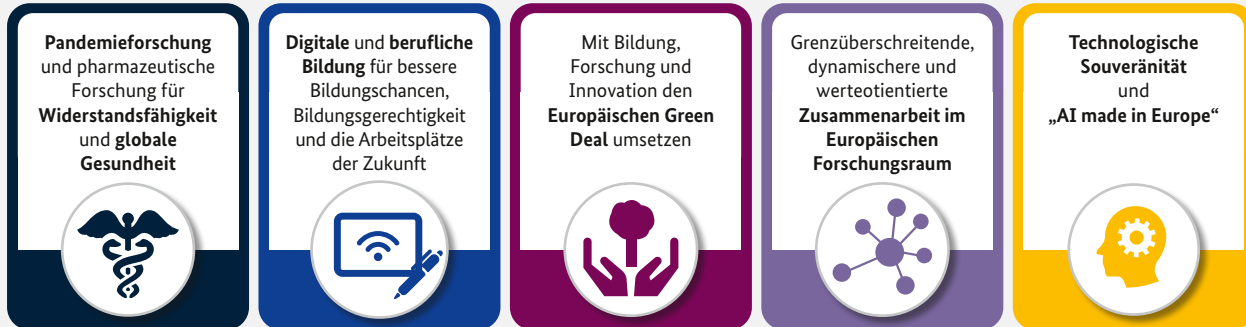 Pandemieforschung
und pharmazeutische
Forschung für
Widerstandsfähigkeit
und globale
Gesundheit
Digitale und berufliche
Bildung für bessere
Bildungschancen,
Bildungsgerechtigkeit
und die Arbeitsplätze
der Zukunft
Mit Bildung,
Forschung und
Innovation den
Europäischen Green
Deal umsetzen
Grenzüberschreitende,
dynamischere und
werteotientierte
Zusammenarbeit im
Europäischen
Forschungsraum
Technologische
Souveränität
und
„AI made in Europe“